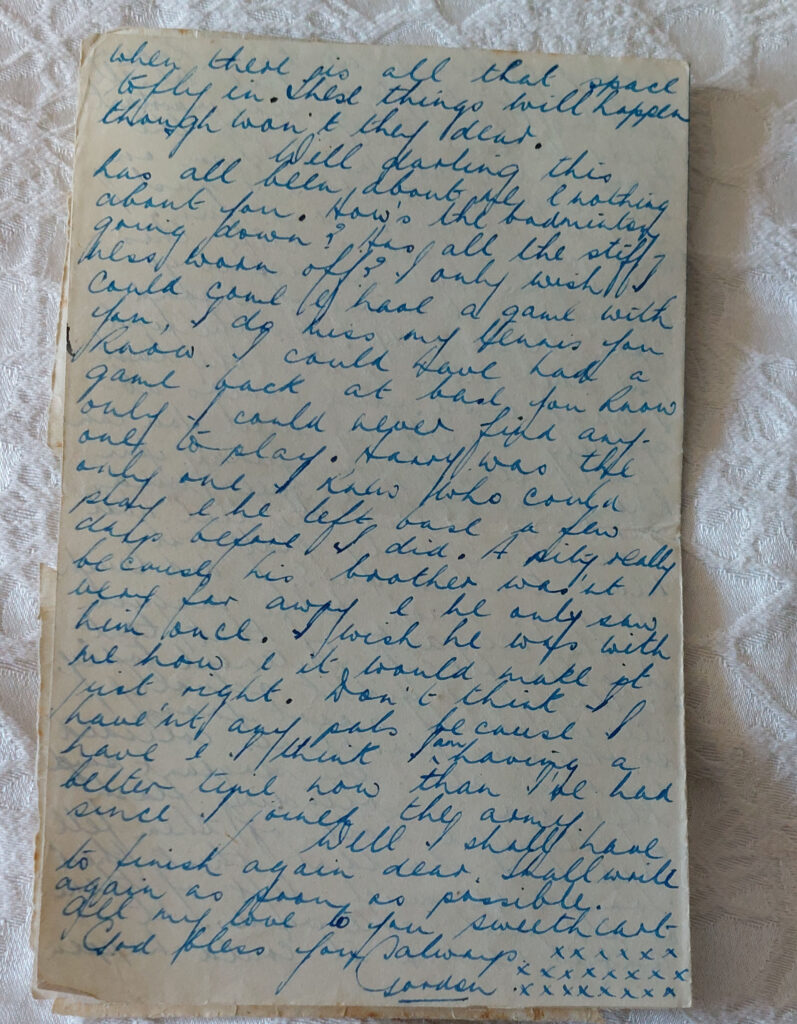 when there is all that space
to fly in. These things will happen
though won't they dear.
Well darling this
has all been about me & nothing
about you. How's the badminton
going down? Has all the stiff-
ness worn off? I only wish I
could come & have a game with
you, I do miss my tennis you
know. I could have had a
game back at base you know
only I could never find any-
one to play. Harry was the
only one I knew who could
play & he left base a few
days before I did. A pity really
because his brother was'nt
very far away & he only saw
him once. I wish he was with
me now & it would make it
just right. Don't think I
have'nt any pals because I
have & I think I am having a
better time now than I've had
since I joined the army.
Well I shall have
to finish again dear. Shall write
again as soon as possible.
All my love to you sweetheart
God bless you always. xxxxxx
Gordon xxxxxxxx
xxxxxxxx